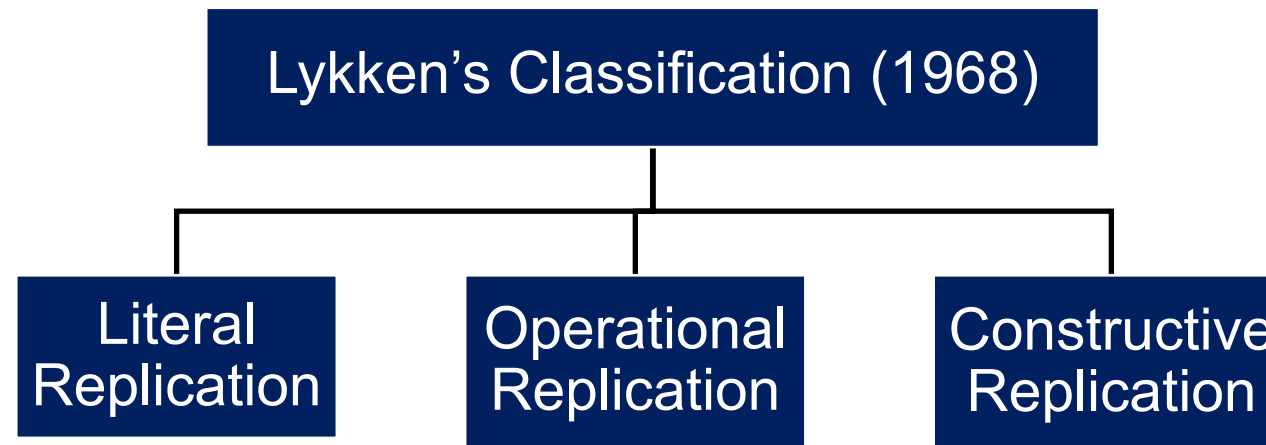 Lykken’s Classification (1968)
Literal
Replication
Operational
Replication
Constructive
Replication